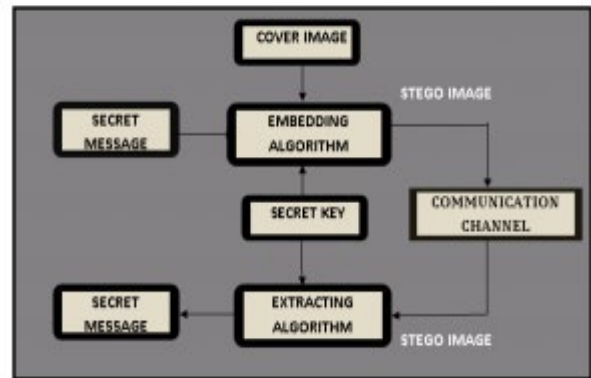 COVER IMAGE
STEGO IMAGE
SECRET
MESSAGE
EMBEDDING
ALGORITHM
SECRET KEY
COMMUNICATION
CHANNEL
SECRET
MESSAGE
EXTRACTING
ALGORITHM
STEGO IMAGE